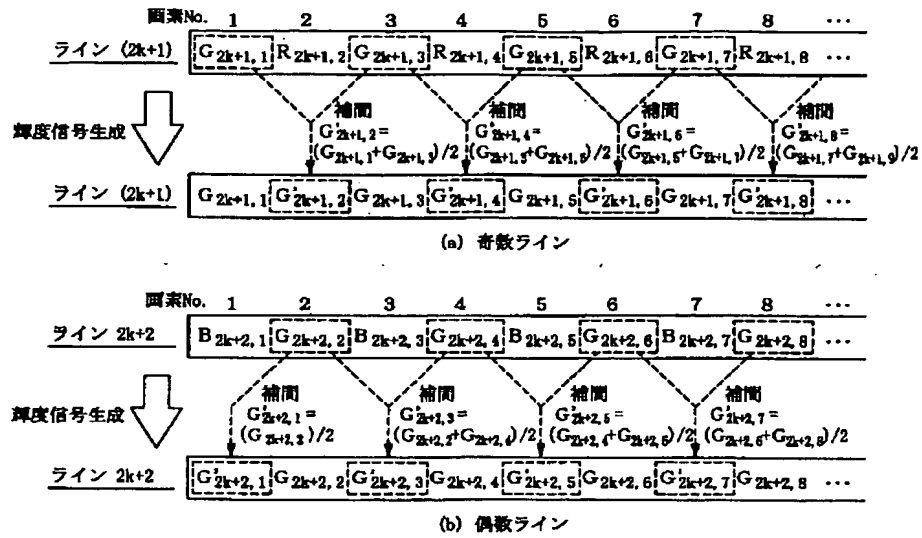 画素No. 1 2 3 4 5 6 7 8 ...
ライン (2k+1) G2k+1, 1 R2k+1, 2 G2k+1, 3 R2k+1, 4 G2k+1, 5 R2k+1, 6 G2k+1, 7 R2k+1, 8 ...
輝度信号生成
補間 補間 補間 補間
G'2k+1, 2= G'2k+1, 4= G'2k+1, 6= G'2k+1, 8=
(G2k+1, 1+G2k+1, 3)/2 (G2k+1, 3+G2k+1, 5)/2 (G2k+1, 5+G2k+1, 7)/2 (G2k+1, 7+G2k+1, 9)/2
ライン (2k+1) G2k+1, 1 G'2k+1, 2 G2k+1, 3 G'2k+1, 4 G2k+1, 5 G'2k+1, 6 G2k+1, 7 G'2k+1, 8 ...
(a) 奇数ライン
画素No. 1 2 3 4 5 6 7 8 ...
ライン 2k+2 B2k+2, 1 G2k+2, 2 B2k+2, 3 G2k+2, 4 B2k+2, 5 G2k+2, 6 B2k+2, 7 G2k+2, 8 ...
輝度信号生成
補間 補間 補間 補間
G'2k+2, 1= G'2k+2, 3= G'2k+2, 5= G'2k+2, 7=
(G2k+2, 2)/2 (G2k+2, 2+G2k+2, 4)/2 (G2k+2, 4+G2k+2, 6)/2 (G2k+2, 6+G2k+2, 8)/2
ライン 2k+2 G'2k+2, 1 G2k+2, 2 G'2k+2, 3 G2k+2, 4 G'2k+2, 5 G2k+2, 6 G'2k+2, 7 G2k+2, 8 ...
(b) 偶数ライン